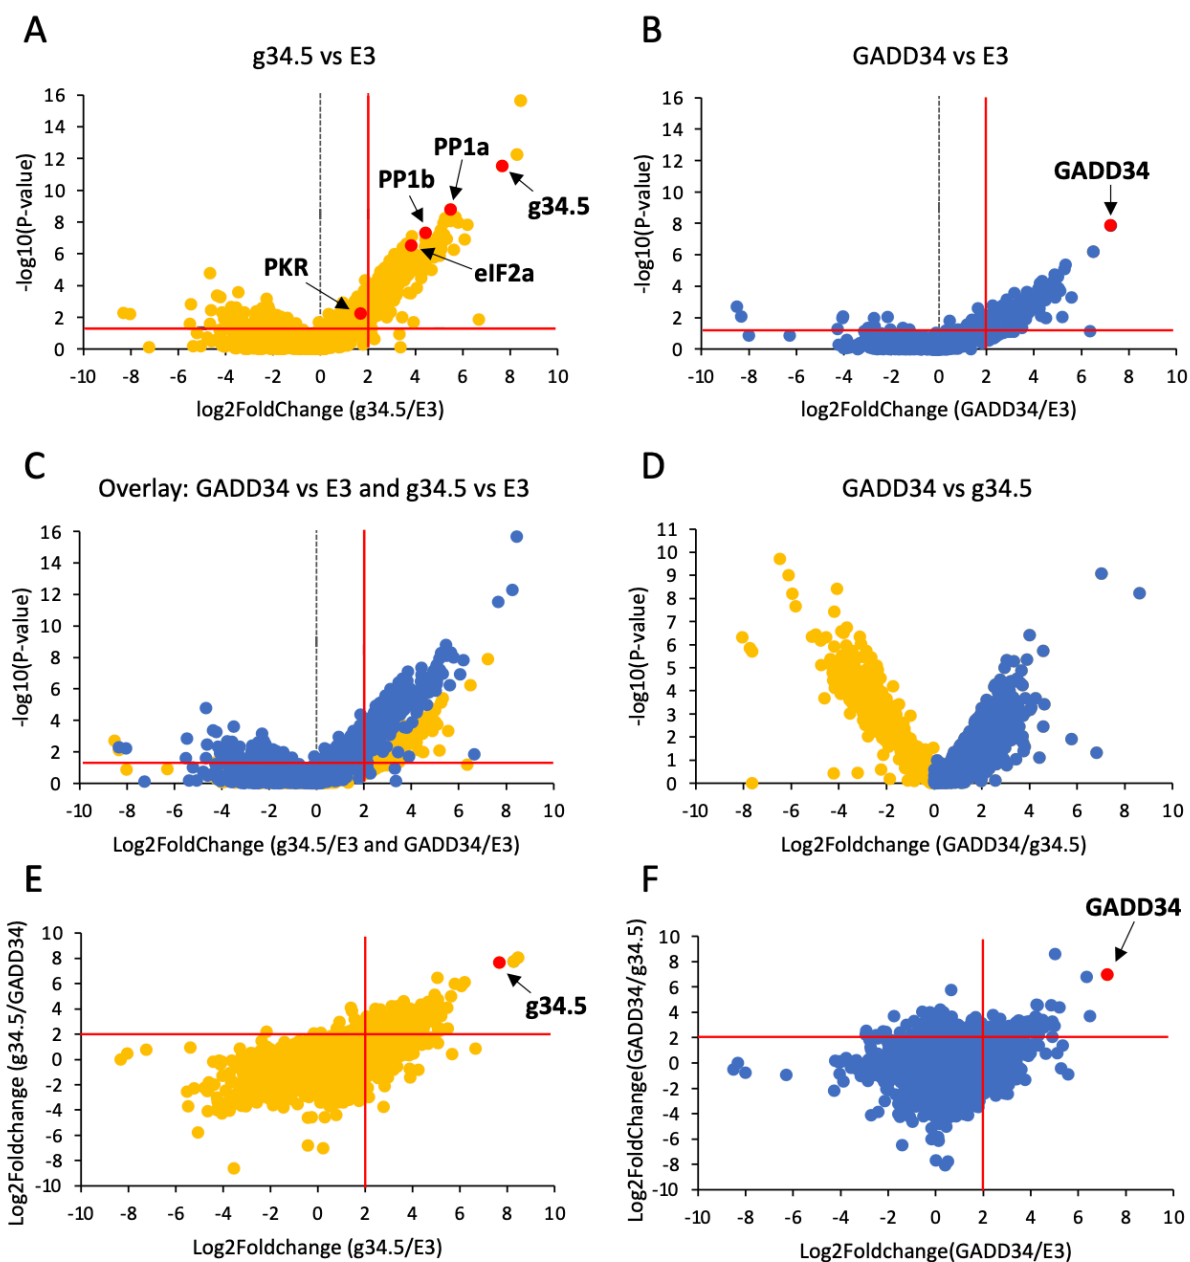 A
g34.5 vs E3
-log10(P-value)
16
14
12
10
8
6
4
2
0
PP1a
PP1b
g34.5
PKR
eIF2a
-10 -8 -6 -4 -2 0 2 4 6 8 10
log2FoldChange (g34.5/E3)
B
GADD34 vs E3
-log10(P-value)
16
14
12
10
8
6
4
2
0
GADD34
-10 -8 -6 -4 -2 0 2 4 6 8 10
log2FoldChange (GADD34/E3)
C
Overlay: GADD34 vs E3 and g34.5 vs E3
-log10(P-value)
16
14
12
10
8
6
4
2
0
-10 -8 -6 -4 -2 0 2 4 6 8 10
Log2FoldChange (g34.5/E3 and GADD34/E3)
D
GADD34 vs g34.5
-log10(P-value)
11
10
9
8
7
6
5
4
3
2
1
0
-10 -8 -6 -4 -2 0 2 4 6 8 10
Log2Foldchange (GADD34/g34.5)
E
Log2Foldchange (g34.5/GADD34)
10
8
6
4
2
0
-2
-4
-6
-8
-10
g34.5
-10 -8 -6 -4 -2 0 2 4 6 8 10
Log2Foldchange (g34.5/E3)
F
Log2FoldChange(GADD34/g34.5)
10
8
6
4
2
0
-2
-4
-6
-8
-10
GADD34
-10 -8 -6 -4 -2 0 2 4 6 8 10
Log2Foldchange(GADD34/E3)